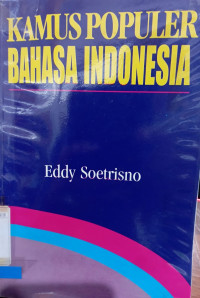 KAMUS POPULER
BAHASA INDONESIA
Eddy Soetrisno